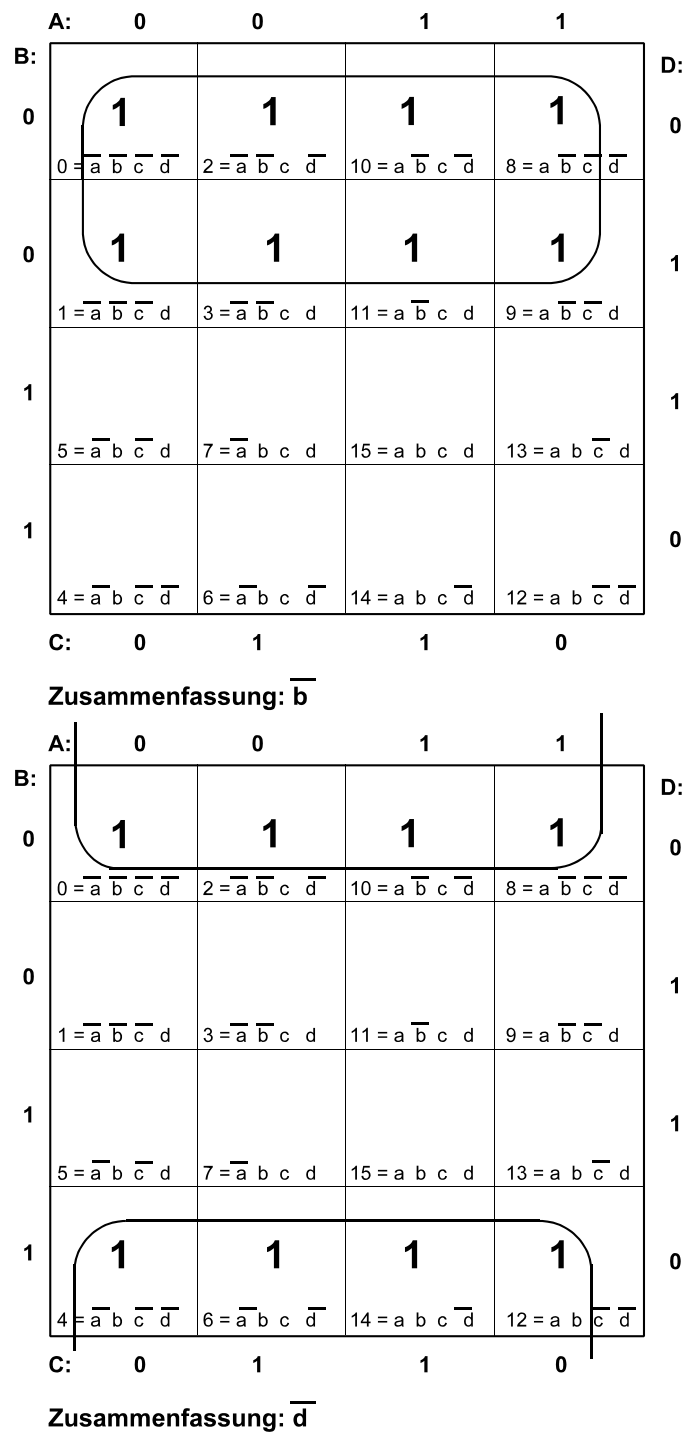 A: 0 0 1 1
B: D:
0 1 1 1 1 0
0 = a̅ b̅ c̅ d̅ 2 = a̅ b̅ c d̅ 10 = a b̅ c d̅ 8 = a b̅ c̅ d̅
0 1 1 1 1 1
1 = a̅ b̅ c̅ d 3 = a̅ b̅ c d 11 = a b̅ c d 9 = a b̅ c̅ d
1 1
5 = a̅ b c̅ d 7 = a̅ b c d 15 = a b c d 13 = a b c̅ d
1 0
4 = a̅ b c̅ d̅ 6 = a̅ b c d̅ 14 = a b c d̅ 12 = a b c̅ d̅
C: 0 1 1 0
Zusammenfassung: b̅
A: 0 0 1 1
B: D:
0 1 1 1 1 0
0 = a̅ b̅ c̅ d̅ 2 = a̅ b̅ c d̅ 10 = a b̅ c d̅ 8 = a b̅ c̅ d̅
0 1
1 = a̅ b̅ c̅ d 3 = a̅ b̅ c d 11 = a b̅ c d 9 = a b̅ c̅ d
1 1
5 = a̅ b c̅ d 7 = a̅ b c d 15 = a b c d 13 = a b c̅ d
1 1 1 1 1 0
4 = a̅ b c̅ d̅ 6 = a̅ b c d̅ 14 = a b c d̅ 12 = a b c̅ d̅
C: 0 1 1 0
Zusammenfassung: d̅